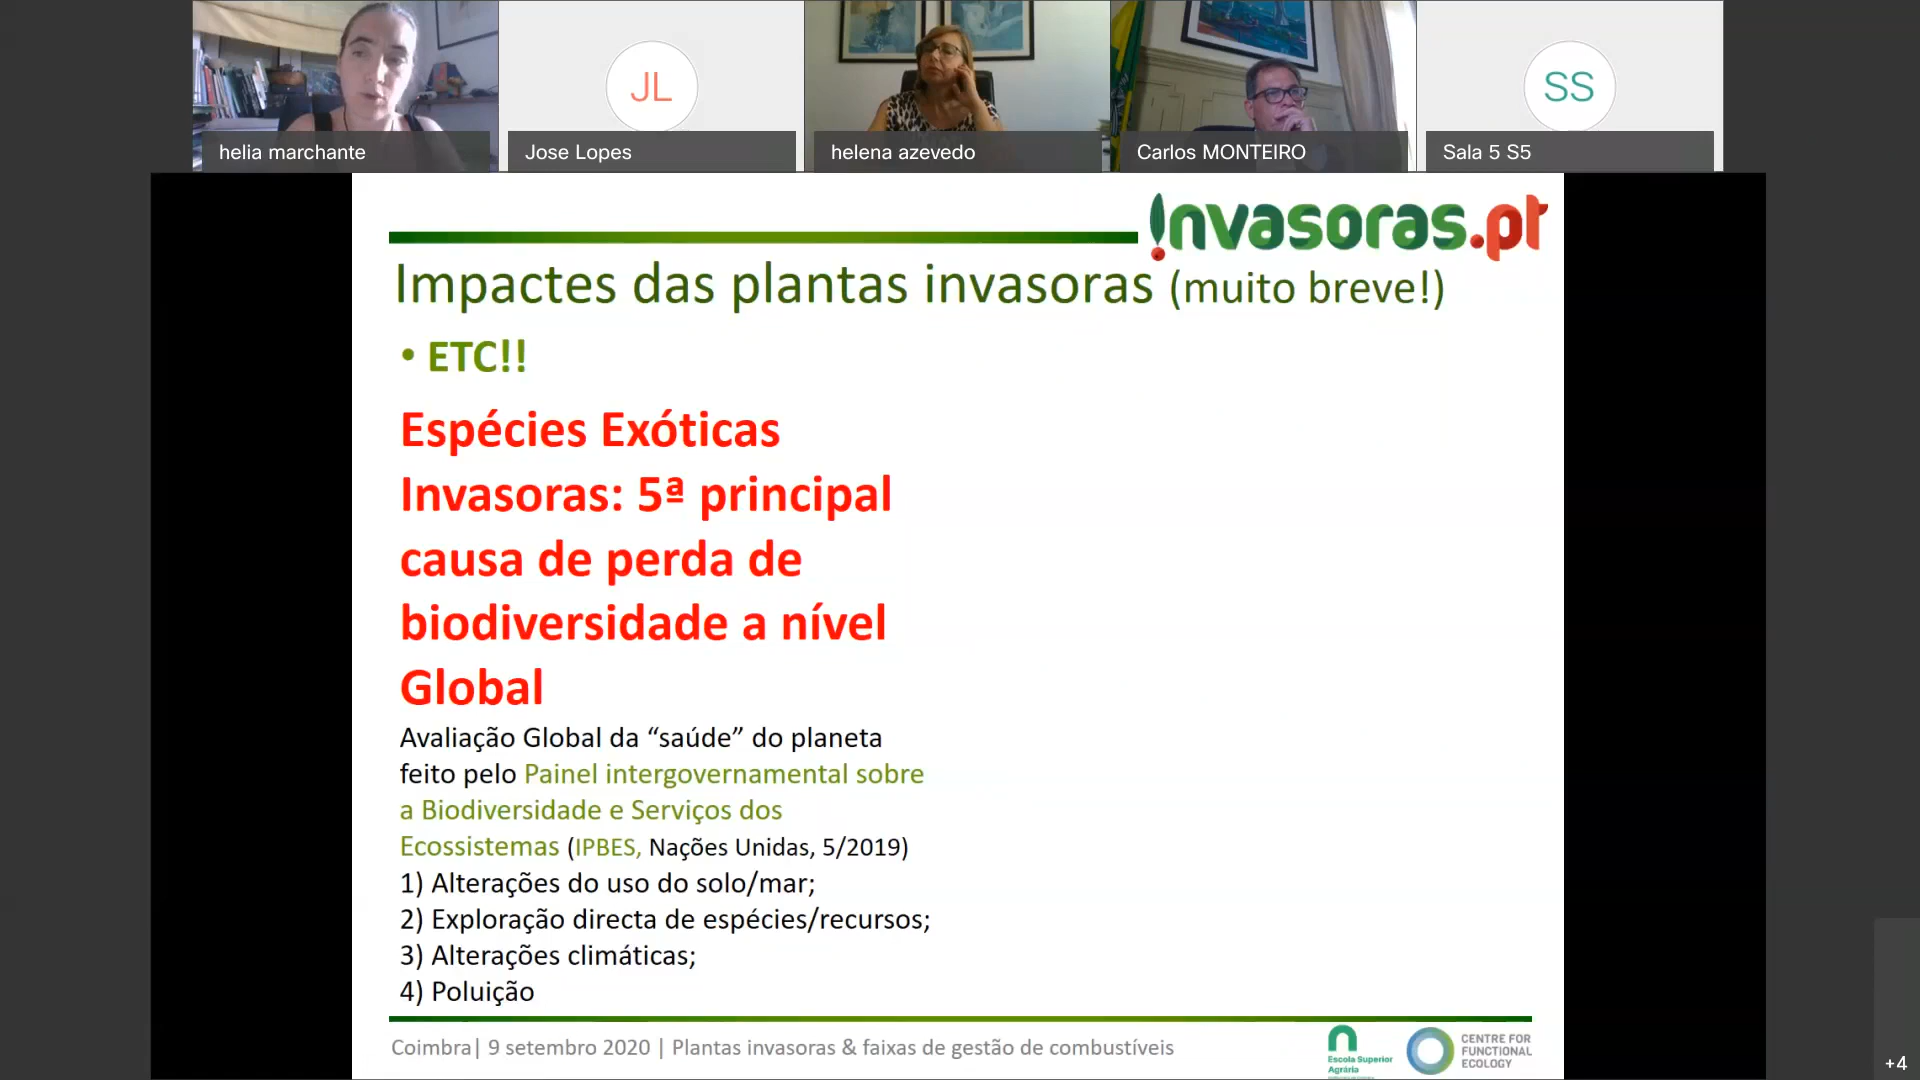 JL
SS
helia marchante
Jose Lopes
helena azevedo
Carlos MONTEIRO
Sala 5 S5
invasoras.pt
Impactes das plantas invasoras (muito breve!)
• ETC!!
Espécies Exóticas
Invasoras: 5ª principal
causa de perda de
biodiversidade a nível
Global
Avaliação Global da “saúde” do planeta
feito pelo Painel intergovernamental sobre
a Biodiversidade e Serviços dos
Ecossistemas (IPBES, Nações Unidas, 5/2019)
1) Alterações do uso do solo/mar;
2) Exploração directa de espécies/recursos;
3) Alterações climáticas;
4) Poluição
Coimbra| 9 setembro 2020 | Plantas invasoras & faixas de gestão de combustíveis
Escola Superior
Agrária
CENTRE FOR
FUNCTIONAL
ECOLOGY
+4